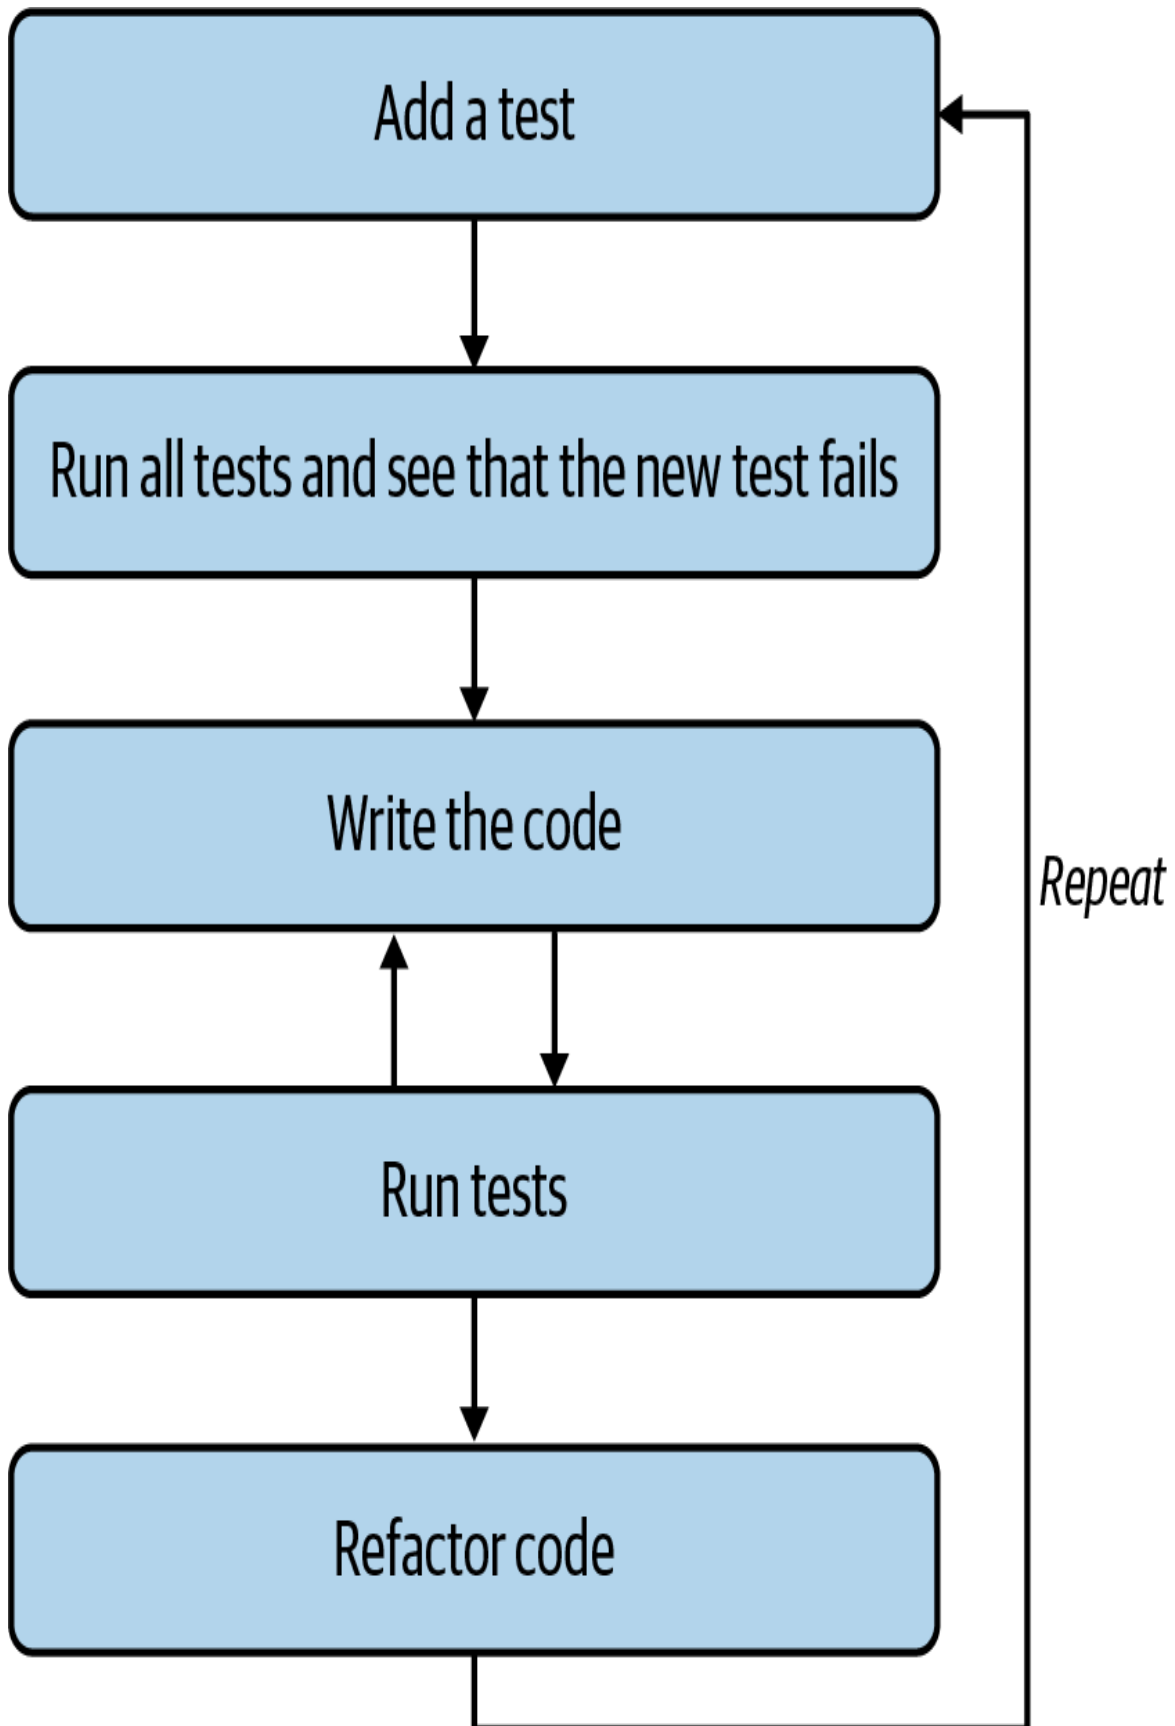 Add a test
Run all tests and see that the new test fails
Write the code
Repeat
Run tests
Refactor code